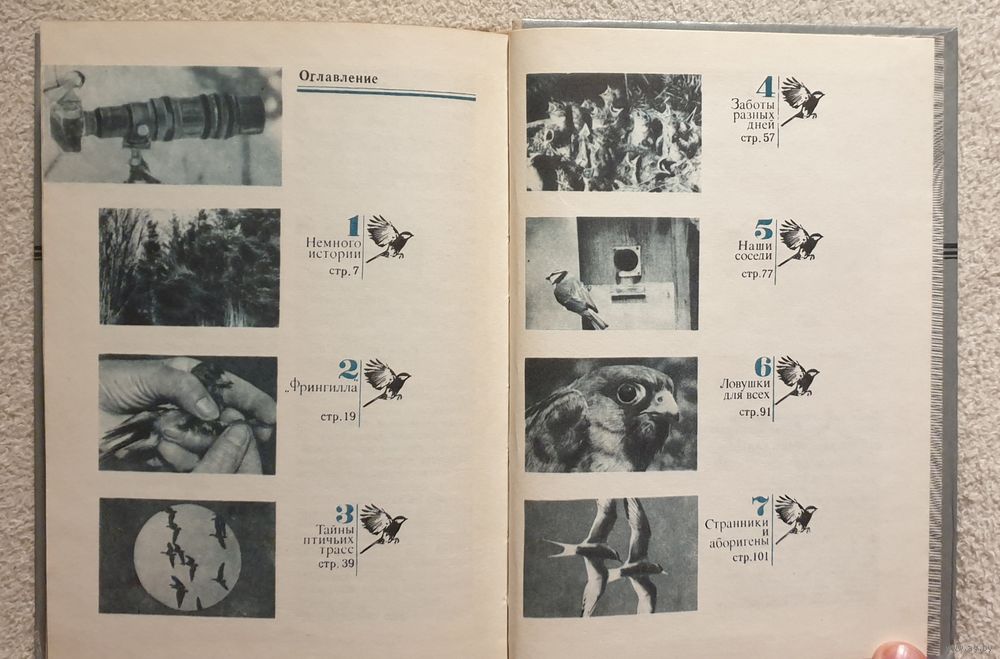 Оглавление
1
Немного
истории
стр. 7
2
„Фрингилла"
стр. 19
3
Тайны
птичьих
трасс
стр. 39
4
Заботы
разных
дней
стр. 57
5
Наши
соседи
стр. 77
6
Ловушки
для всех
стр. 91
7
Странники
и
аборигены
стр. 101